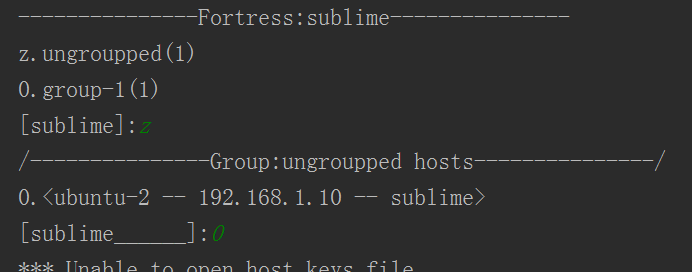 ---------------Fortress:sublime---------------
z.ungroupped(1)
0.group-1(1)
[sublime]:z
/---------------Group:ungroupped hosts---------------/
0.<ubuntu-2 -- 192.168.1.10 -- sublime>
[sublime______]:0
*** Unable to open host keys file